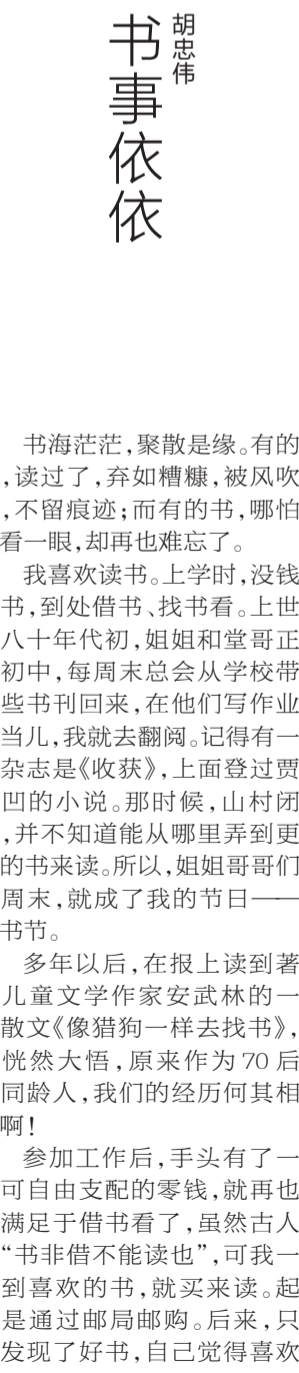 书事依依
胡忠伟
书海茫茫，聚散是缘。有的
，读过了，弃如糟糠，被风吹
，不留痕迹；而有的书，哪怕
看一眼，却再也难忘了。
我喜欢读书。上学时，没钱
书，到处借书、找书看。上世
八十年代初，姐姐和堂哥正
初中，每周末总会从学校带
些书刊回来，在他们写作业
当儿，我就去翻阅。记得有一
杂志是《收获》，上面登过贾
凹的小说。那时候，山村闭
，并不知道能从哪里弄到更
的书来读。所以，姐姐哥哥们
周末，就成了我的节日——
书节。
多年以后，在报上读到著
儿童文学作家安武林的一
散文《像猎狗一样去找书》，
恍然大悟，原来作为70后
同龄人，我们的经历何其相
啊！
参加工作后，手头有了一
可自由支配的零钱，就再也
满足于借书看了，虽然古人
“书非借不能读也”，可我一
到喜欢的书，就买来读。起
是通过邮局邮购。后来，只
发现了好书，自己觉得喜欢